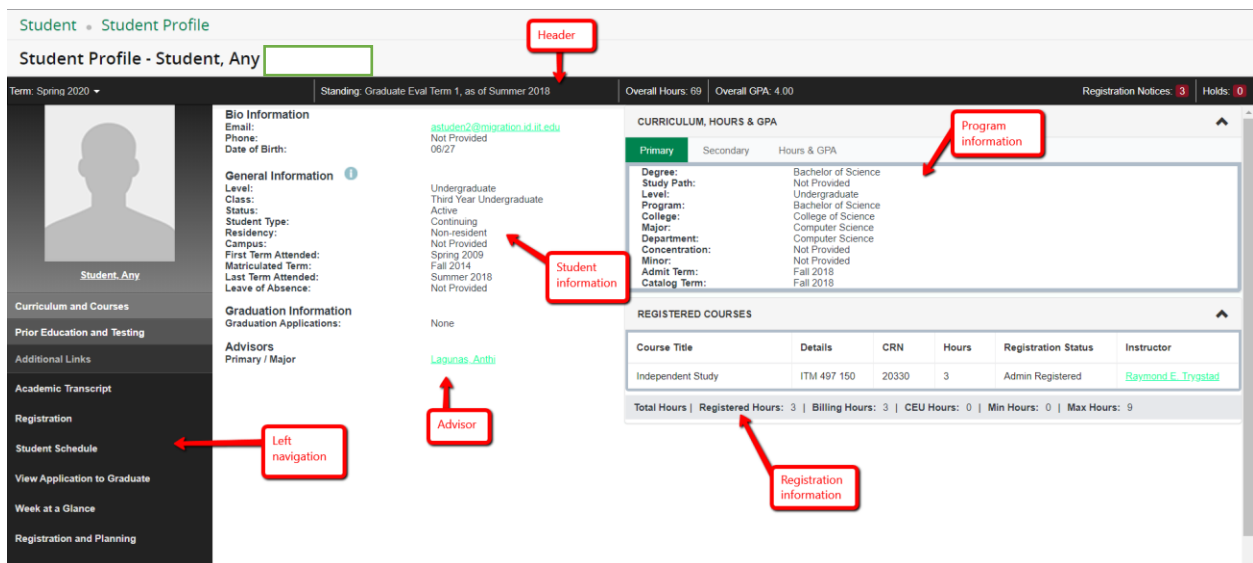 Student • Student Profile
Student Profile - Student, Any
Header
Term: Spring 2020
Standing: Graduate Eval Term 1, as of Summer 2018
Overall Hours: 69
Overall GPA: 4.00
Registration Notices: 3
Holds: 0
Student, Any
Curriculum and Courses
Prior Education and Testing
Additional Links
Academic Transcript
Registration
Student Schedule
View Application to Graduate
Week at a Glance
Registration and Planning
Left navigation
Bio Information
Email: astuden2@migration.id.iit.edu
Phone: Not Provided
Date of Birth: 06/27
General Information
Level: Undergraduate
Class: Third Year Undergraduate
Status: Active
Student Type: Continuing
Residency: Non-resident
Campus: Not Provided
First Term Attended: Spring 2009
Matriculated Term: Fall 2014
Last Term Attended: Summer 2018
Leave of Absence: Not Provided
Student information
Graduation Information
Graduation Applications: None
Advisors
Primary / Major Lagunas, Anthi
Advisor
CURRICULUM, HOURS & GPA
Primary Secondary Hours & GPA
Program information
Degree: Bachelor of Science
Study Path: Not Provided
Level: Undergraduate
Program: Bachelor of Science
College: College of Science
Major: Computer Science
Department: Computer Science
Concentration: Not Provided
Minor: Not Provided
Admit Term: Fall 2018
Catalog Term: Fall 2018
REGISTERED COURSES
Course Title Details CRN Hours Registration Status Instructor
Independent Study ITM 497 150 20330 3 Admin Registered Raymond E. Trygstad
Total Hours | Registered Hours: 3 | Billing Hours: 3 | CEU Hours: 0 | Min Hours: 0 | Max Hours: 9
Registration information